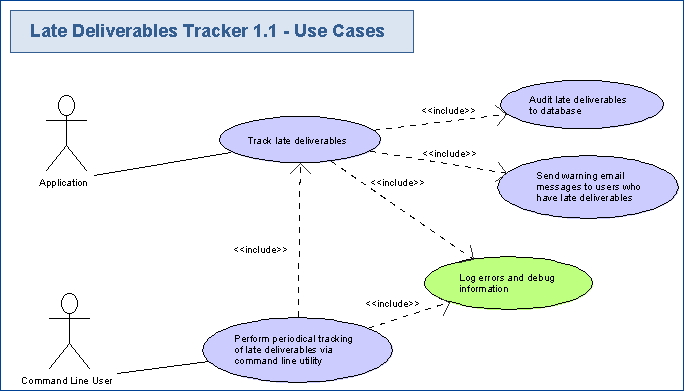 Late Deliverables Tracker 1.1 - Use Cases
Audit late deliverables
to database
<<include>>
Track late deliverables
<<include>>
Send warning email
messages to users who
have late deliverables
Application
<<include>>
<<include>>
Log errors and debug
information
<<include>>
Perform periodical tracking
of late deliverables via
command line utility
Command Line User